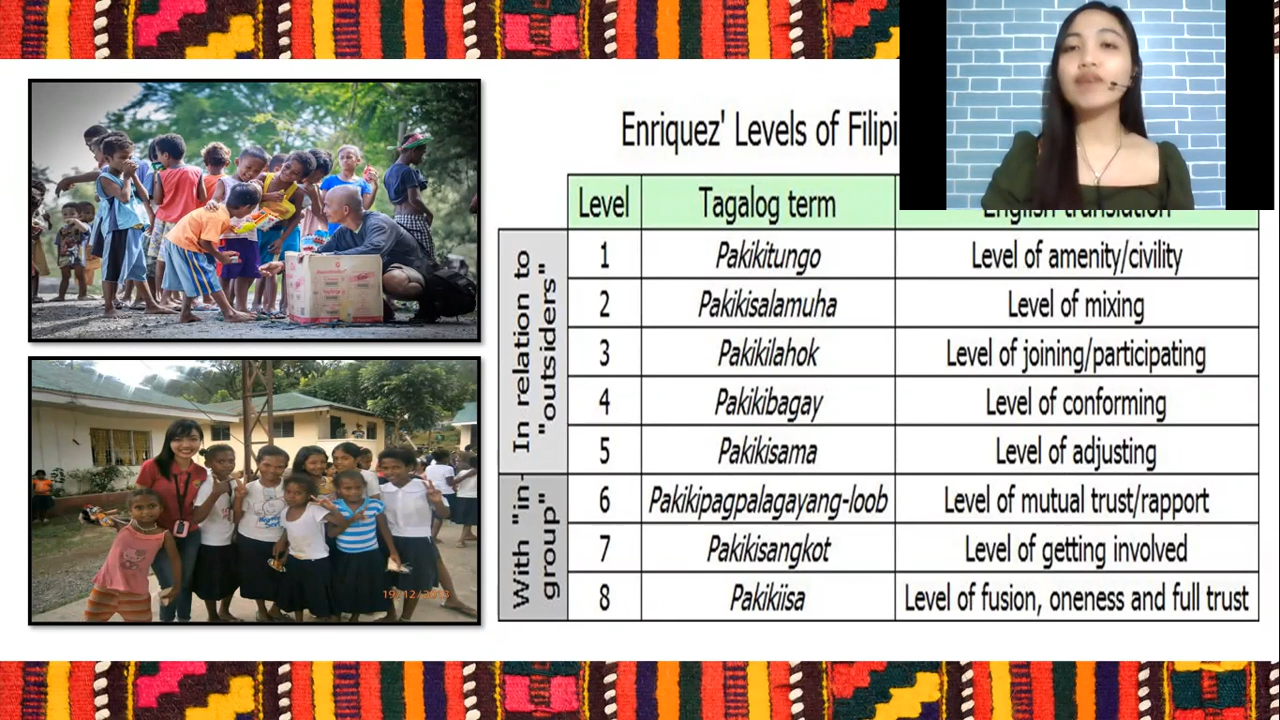 Enriquez' Levels of Filipi
Level Tagalog term English translation
In relation to "outsiders"
1 Pakikitungo Level of amenity/civility
2 Pakikisalamuha Level of mixing
3 Pakikilahok Level of joining/participating
4 Pakikibagay Level of conforming
5 Pakikisama Level of adjusting
With "in-group"
6 Pakikipagpalagayang-loob Level of mutual trust/rapport
7 Pakikisangkot Level of getting involved
8 Pakikiisa Level of fusion, oneness and full trust